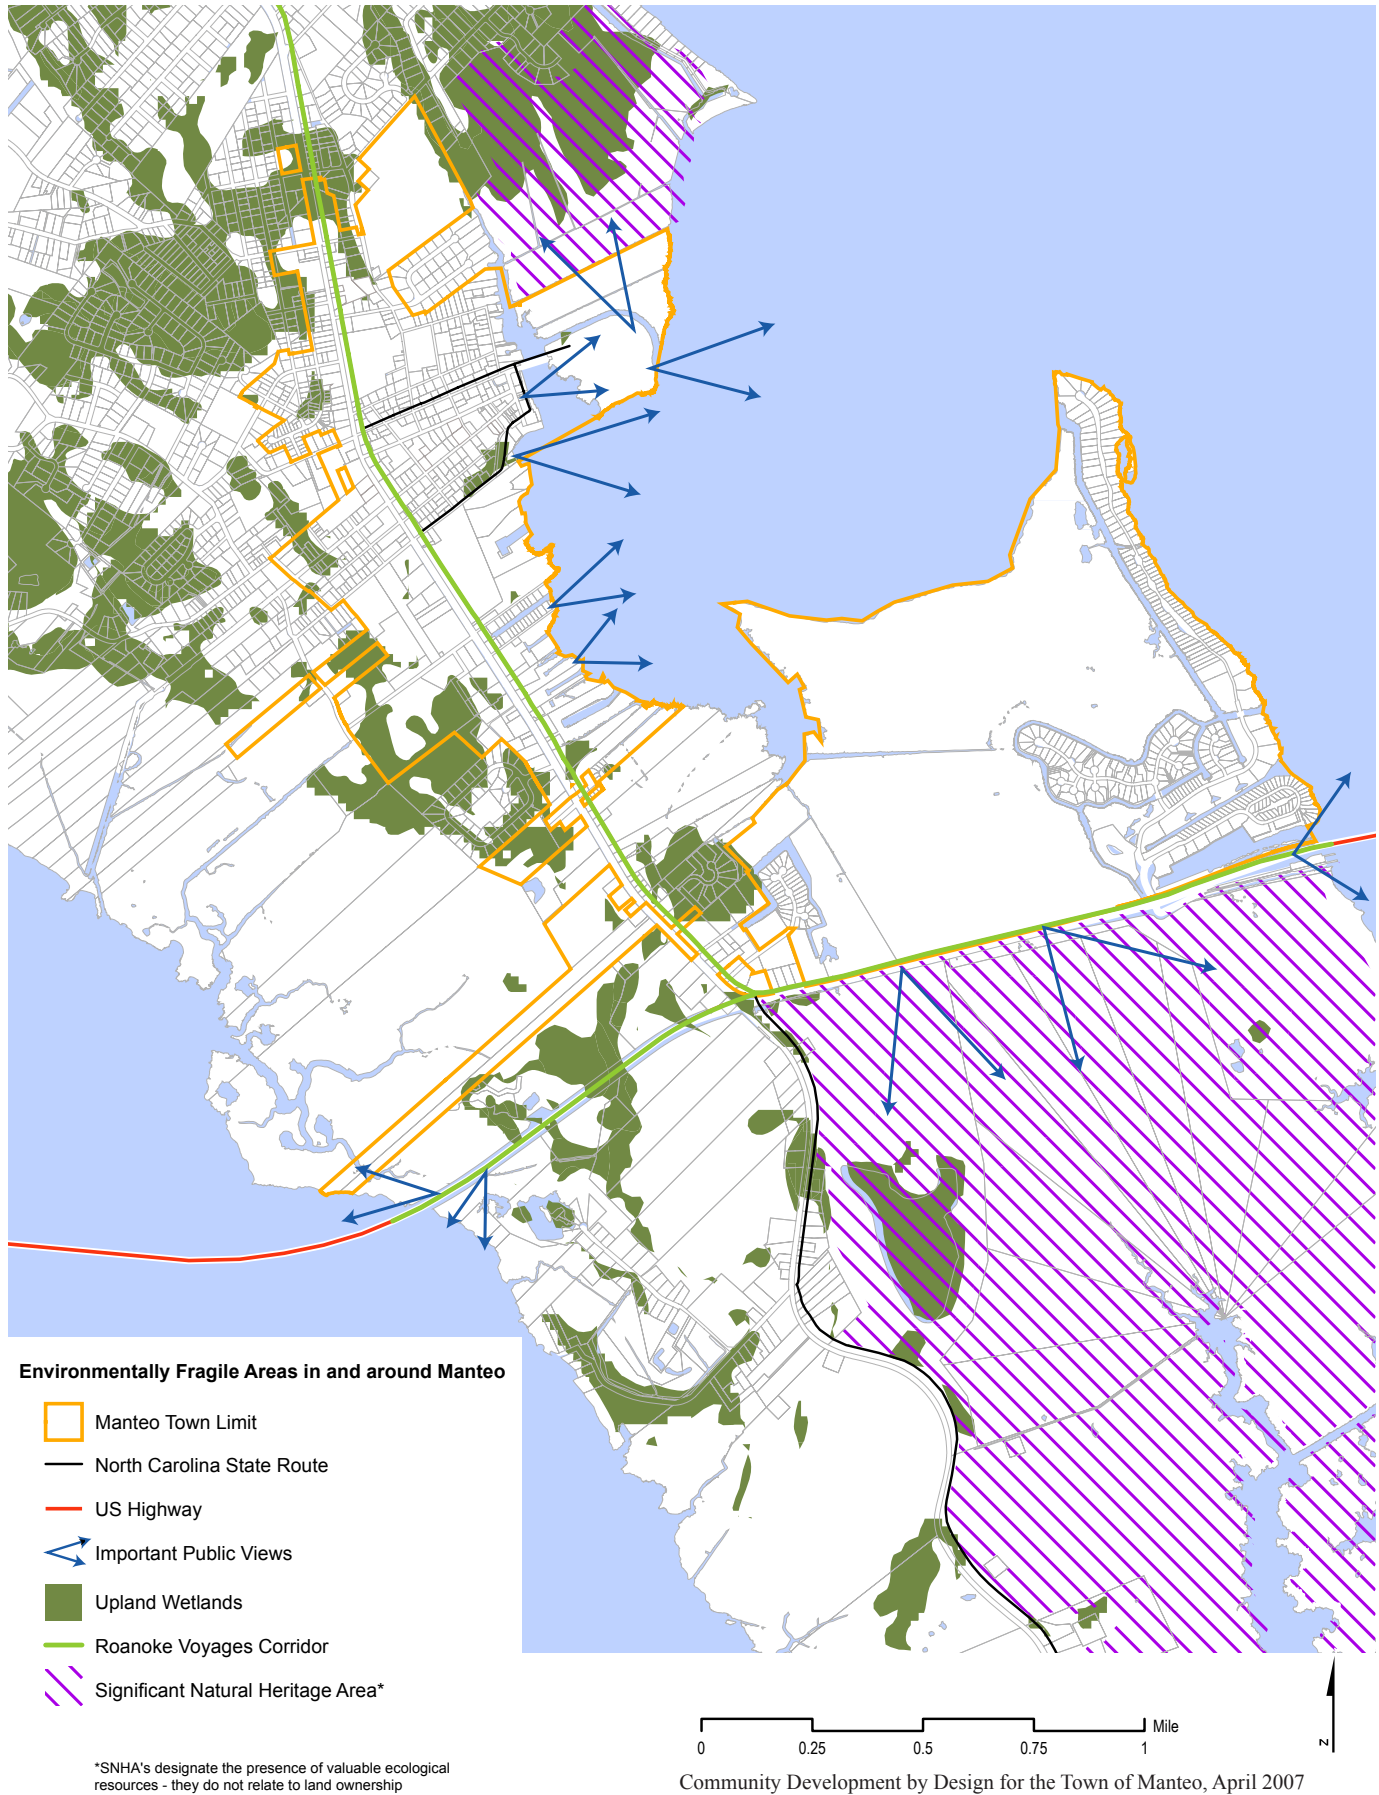 Environmentally Fragile Areas in and around Manteo
Manteo Town Limit
North Carolina State Route
US Highway
Important Public Views
Upland Wetlands
Roanoke Voyages Corridor
Significant Natural Heritage Area*
*SNHA's designate the presence of valuable ecological
resources - they do not relate to land ownership
Mile
0 0.25 0.5 0.75 1
N
Community Development by Design for the Town of Manteo, April 2007